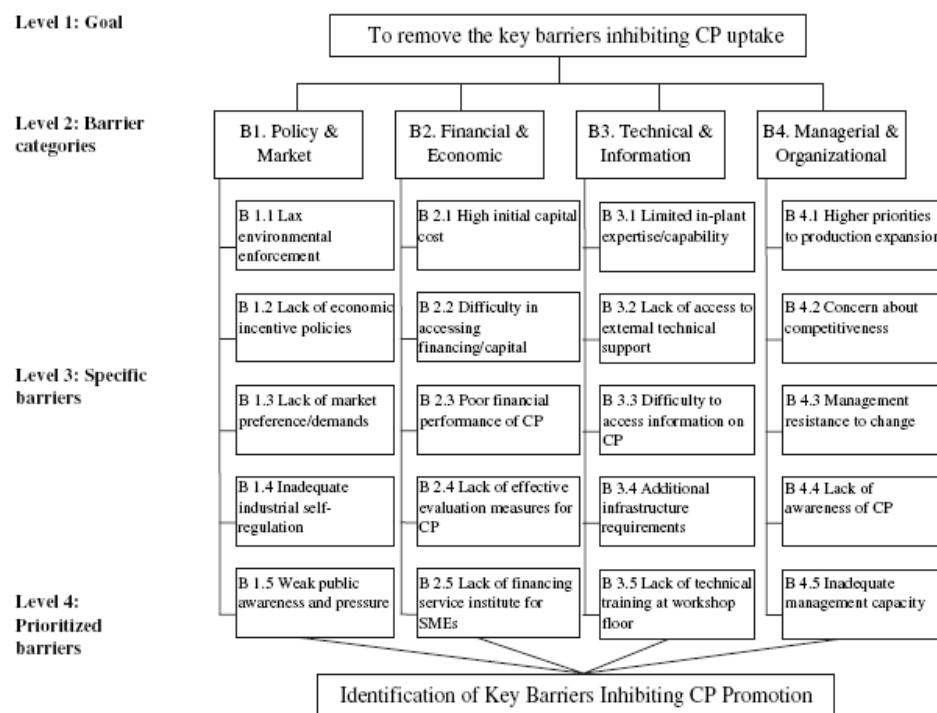 Level 1: Goal
To remove the key barriers inhibiting CP uptake
Level 2: Barrier
categories
B1. Policy &
Market
B2. Financial &
Economic
B3. Technical &
Information
B4. Managerial &
Organizational
Level 3: Specific
barriers
B 1.1 Lax
environmental
enforcement
B 1.2 Lack of economic
incentive policies
B 1.3 Lack of market
preference/demands
B 1.4 Inadequate
industrial self-
regulation
B 1.5 Weak public
awareness and pressure
B 2.1 High initial capital
cost
B 2.2 Difficulty in
accessing
financing/capital
B 2.3 Poor financial
performance of CP
B 2.4 Lack of effective
evaluation measures for
CP
B 2.5 Lack of financing
service institute for
SMEs
B 3.1 Limited in-plant
expertise/capability
B 3.2 Lack of access to
external technical
support
B 3.3 Difficulty to
access information on
CP
B 3.4 Additional
infrastructure
requirements
B 3.5 Lack of technical
training at workshop
floor
B 4.1 Higher priorities
to production expansion
B 4.2 Concern about
competitiveness
B 4.3 Management
resistance to change
B 4.4 Lack of
awareness of CP
B 4.5 Inadequate
management capacity
Level 4:
Prioritized
barriers
Identification of Key Barriers Inhibiting CP Promotion